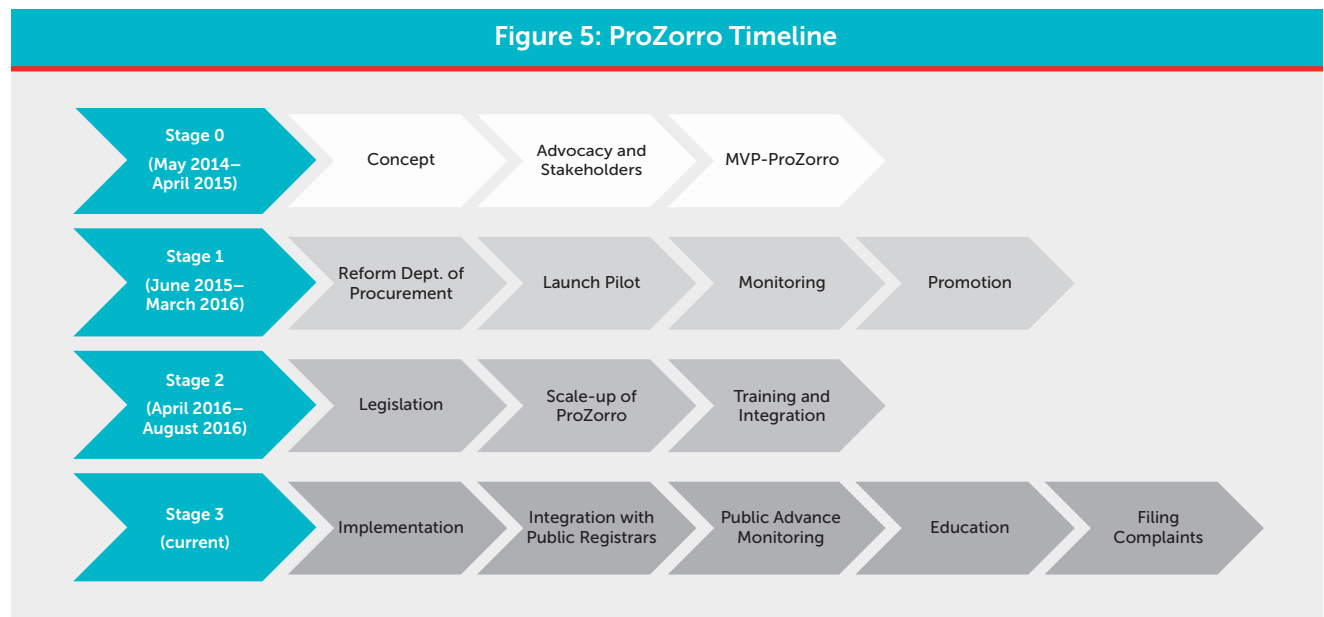 Figure 5: ProZorro Timeline
Stage 0
(May 2014–
April 2015)
Concept
Advocacy and
Stakeholders
MVP-ProZorro
Stage 1
(June 2015–
March 2016)
Reform Dept. of
Procurement
Launch Pilot
Monitoring
Promotion
Stage 2
(April 2016–
August 2016)
Legislation
Scale-up of
ProZorro
Training and
Integration
Stage 3
(current)
Implementation
Integration with
Public Registrars
Public Advance
Monitoring
Education
Filing
Complaints